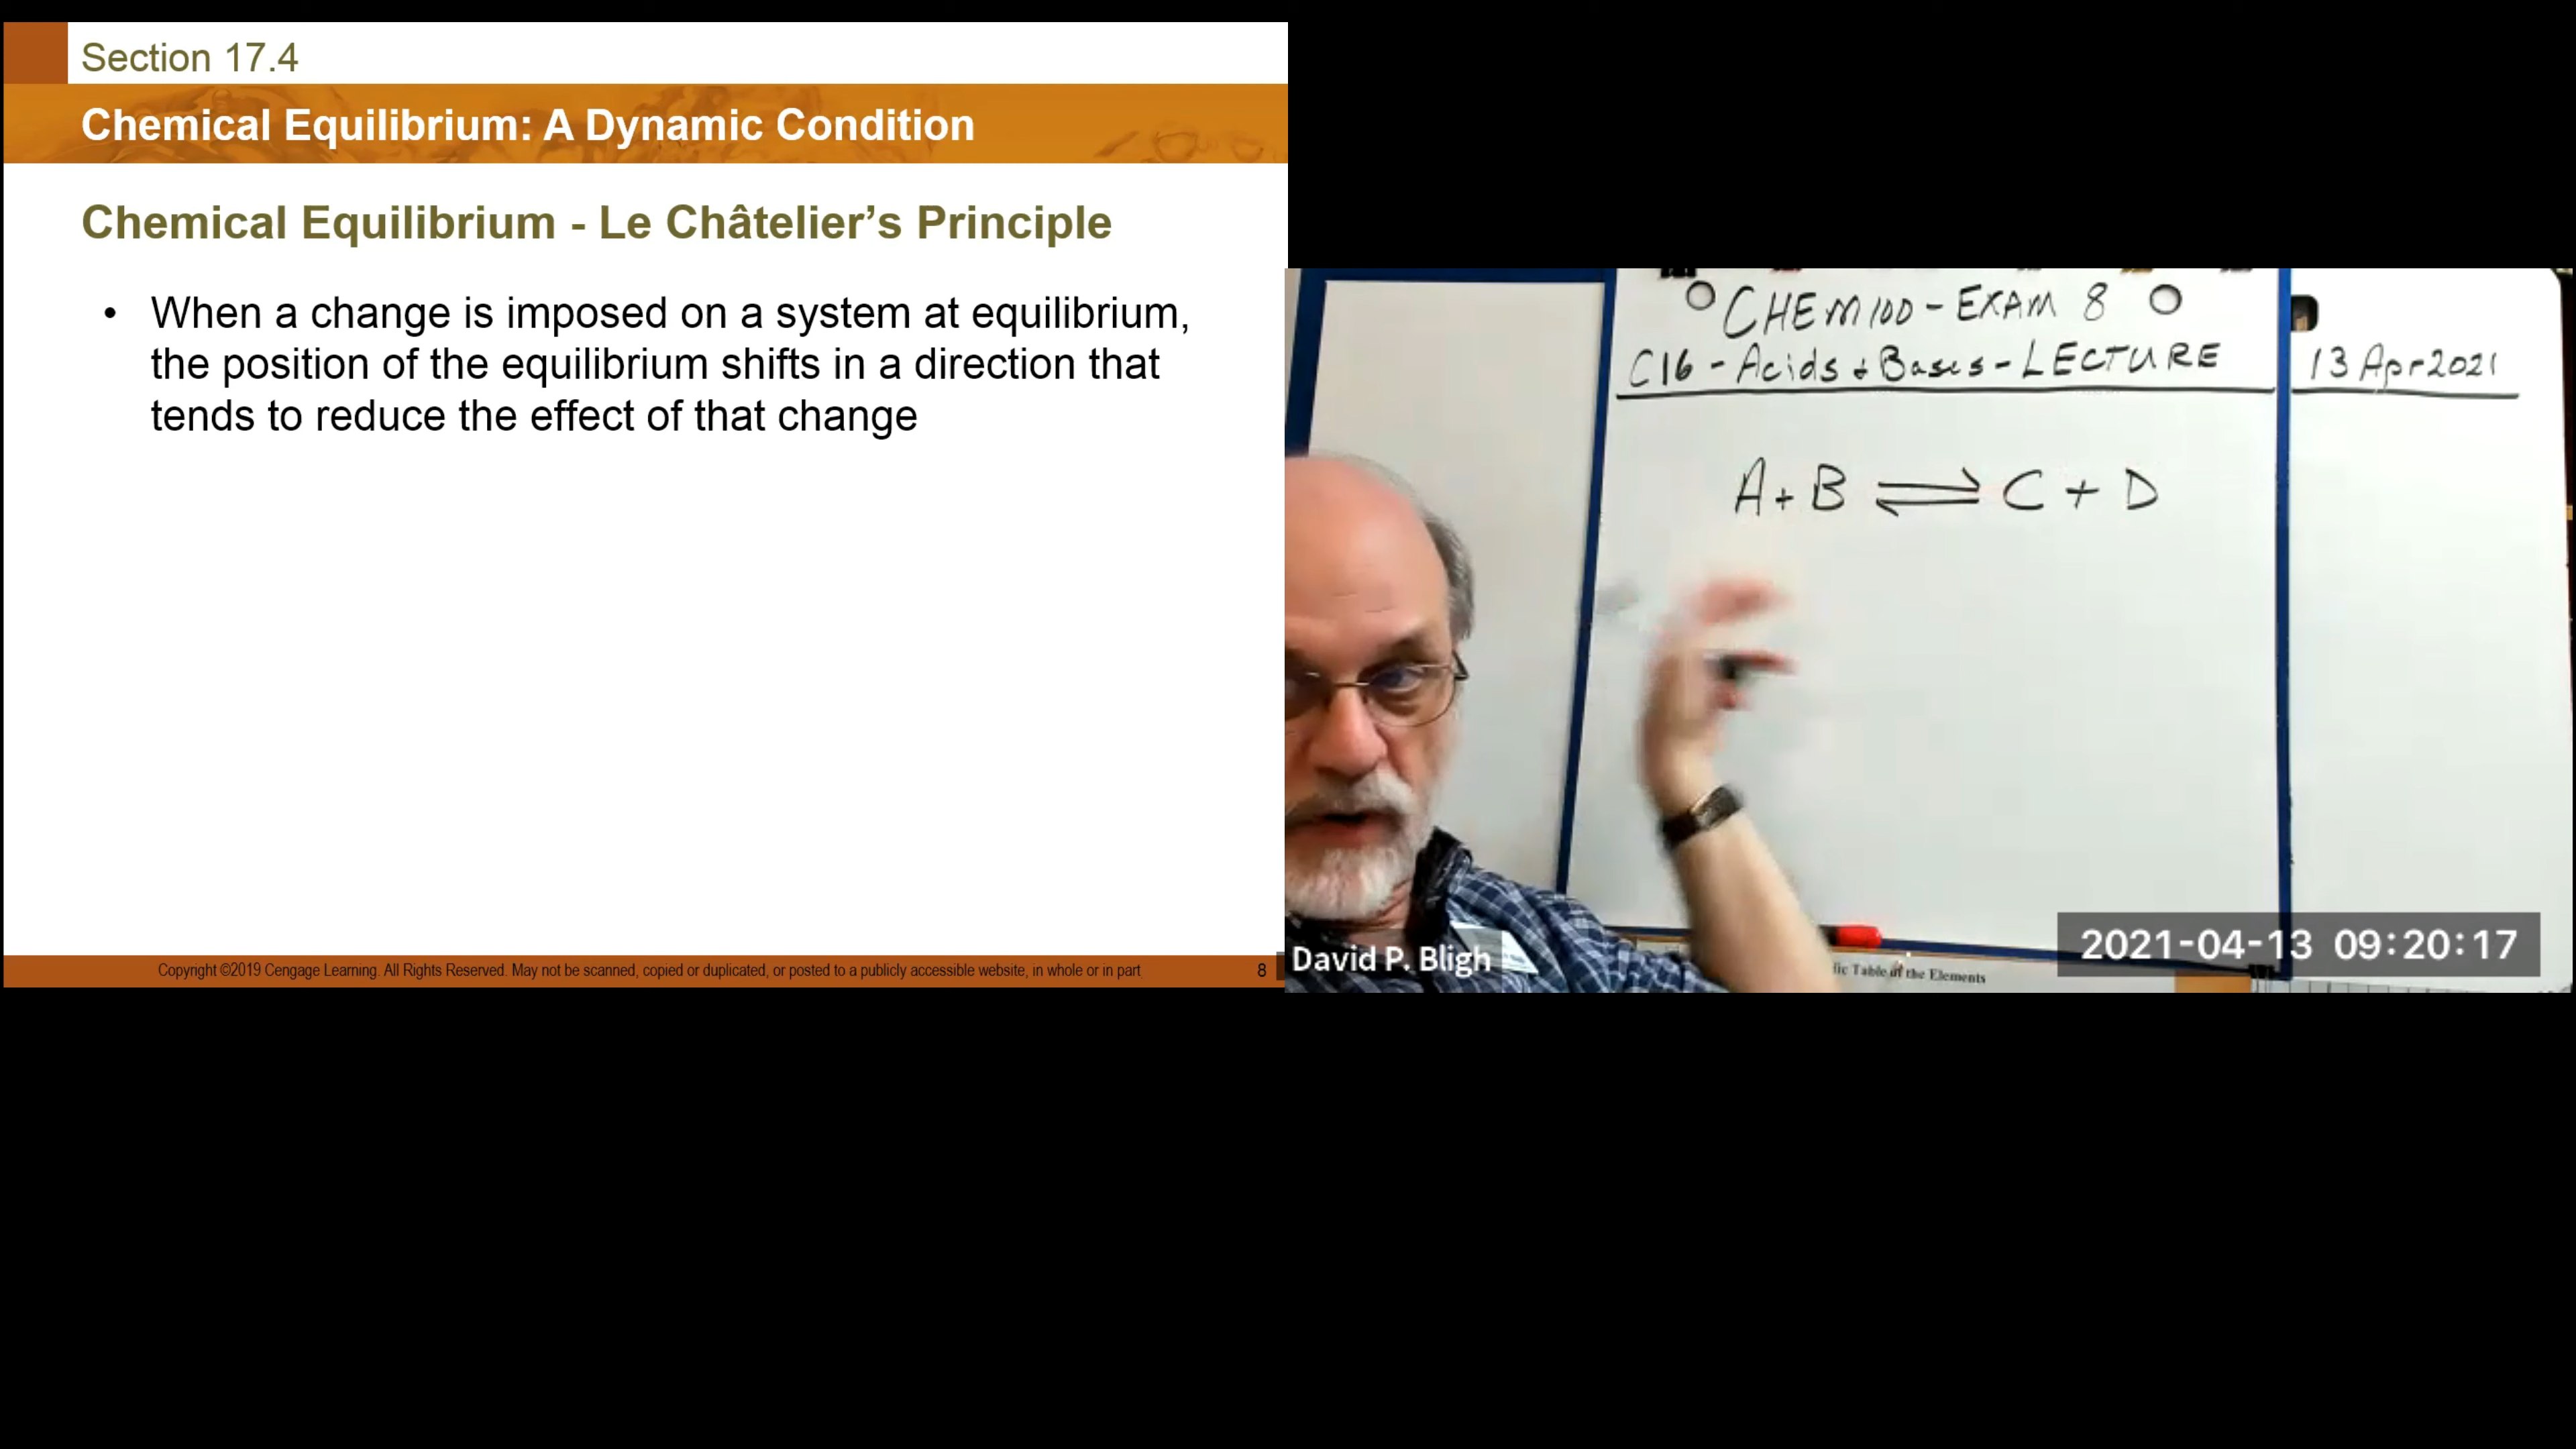 Section 17.4
Chemical Equilibrium: A Dynamic Condition
Chemical Equilibrium - Le Châtelier's Principle
• When a change is imposed on a system at equilibrium,
the position of the equilibrium shifts in a direction that
tends to reduce the effect of that change
Copyright ©2019 Cengage Learning. All Rights Reserved. May not be scanned, copied or duplicated, or posted to a publicly accessible website, in whole or in part
8
CHEM 100 - EXAM 8
C16 - Acids + Bases - LECTURE
13 Apr 2021
A + B ⇌ C + D
David P. Bligh
Table of the Elements
2021-04-13 09:20:17